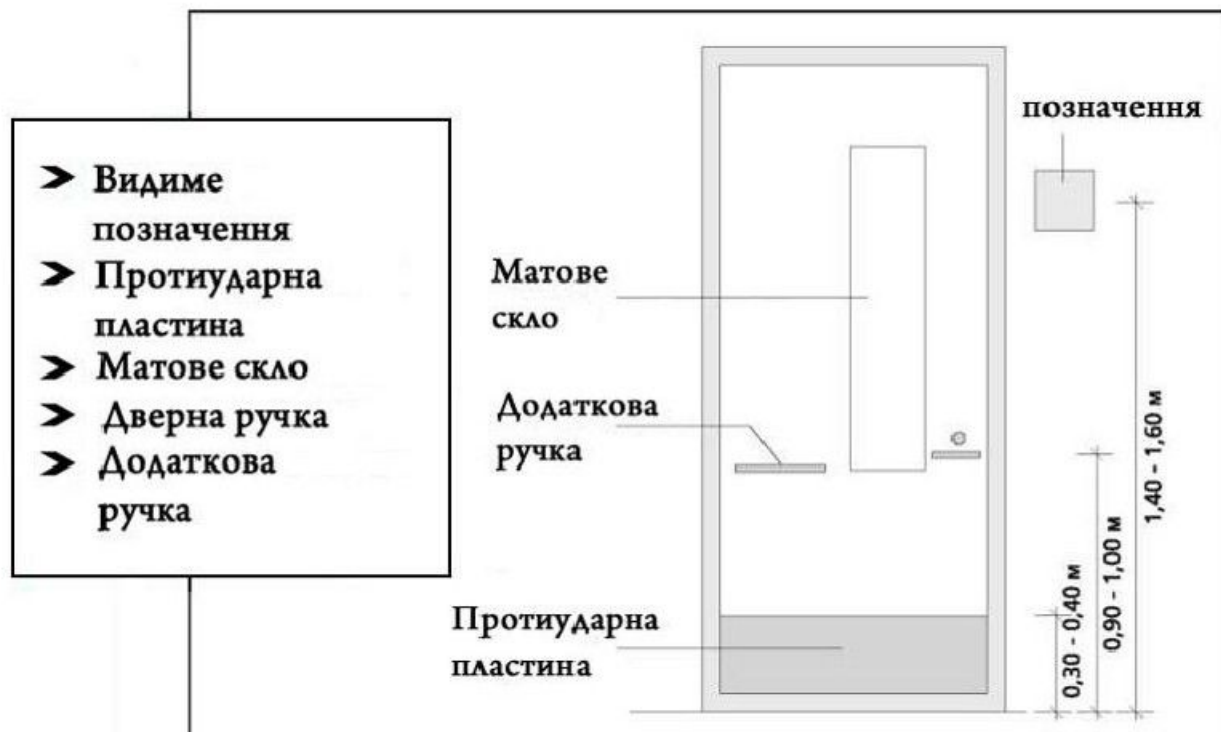 ➤ Видиме
позначення
➤ Протиударна
пластина
➤ Матове скло
➤ Дверна ручка
➤ Додаткова
ручка
позначення
Матове
скло
Додаткова
ручка
Протиударна
пластина
0,30 - 0,40 м
0,90 - 1,00 м
1,40 - 1,60 м